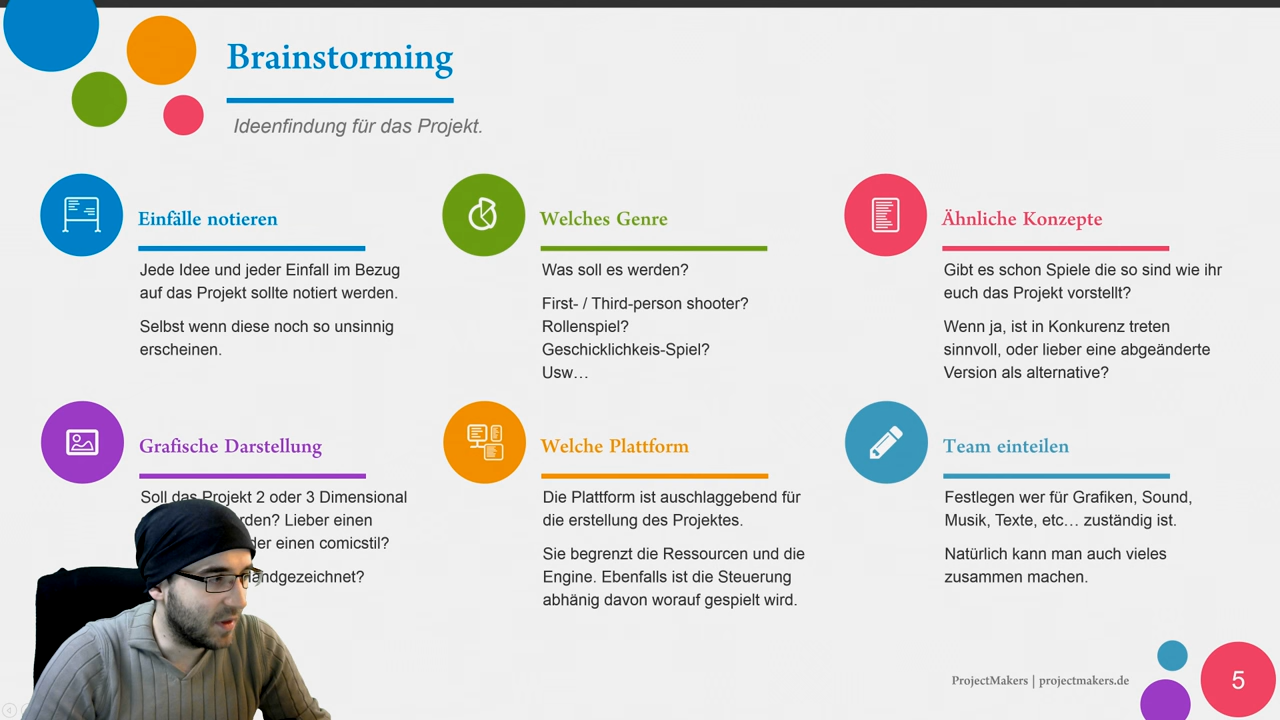 Brainstorming
Ideenfindung für das Projekt.
Einfälle notieren
Jede Idee und jeder Einfall im Bezug
auf das Projekt sollte notiert werden.
Selbst wenn diese noch so unsinnig
erscheinen.
Welches Genre
Was soll es werden?
First- / Third-person shooter?
Rollenspiel?
Geschicklichkeis-Spiel?
Usw…
Ähnliche Konzepte
Gibt es schon Spiele die so sind wie ihr
euch das Projekt vorstellt?
Wenn ja, ist in Konkurenz treten
sinnvoll, oder lieber eine abgeänderte
Version als alternative?
Grafische Darstellung
Soll das Projekt 2 oder 3 Dimensional
Lieber einen
einen comicstil?
Welche Plattform
Die Plattform ist auschlaggebend für
die erstellung des Projektes.
Sie begrenzt die Ressourcen und die
Engine. Ebenfalls ist die Steuerung
abhänig davon worauf gespielt wird.
Team einteilen
Festlegen wer für Grafiken, Sound,
Musik, Texte, etc… zuständig ist.
Natürlich kann man auch vieles
zusammen machen.
ProjectMakers | projectmakers.de
5